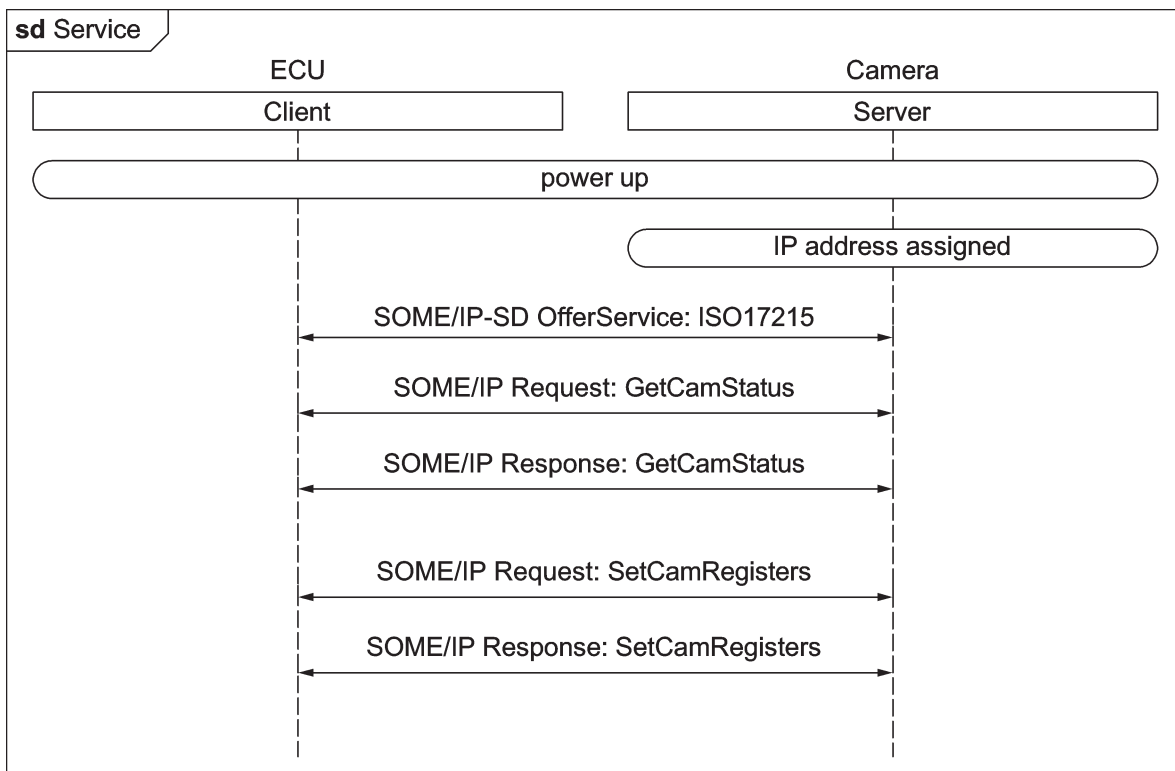 sd Service
ECU
Camera
Client
Server
power up
IP address assigned
SOME/IP-SD OfferService: ISO17215
SOME/IP Request: GetCamStatus
SOME/IP Response: GetCamStatus
SOME/IP Request: SetCamRegisters
SOME/IP Response: SetCamRegisters